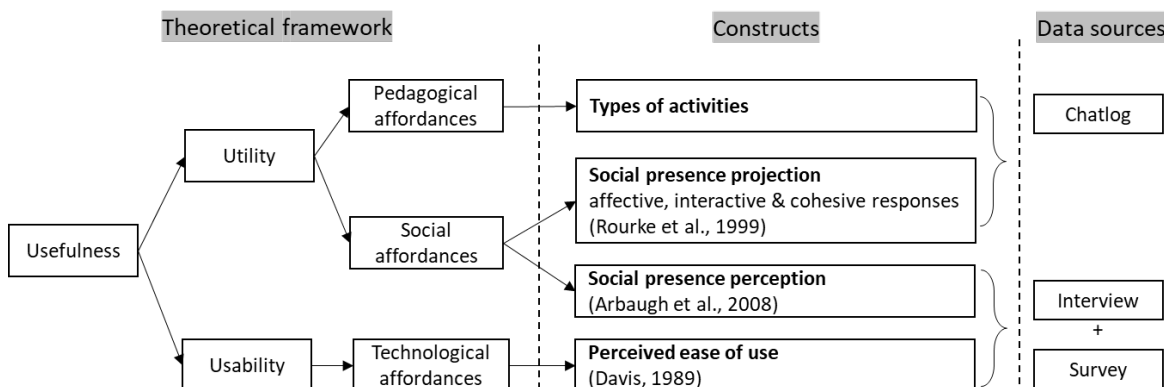 Theoretical framework
Constructs
Data sources
Pedagogical
affordances
Types of activities
Chatlog
Utility
Social presence projection
affective, interactive & cohesive responses
(Rourke et al., 1999)
Usefulness
Social
affordances
Social presence perception
(Arbaugh et al., 2008)
Interview
+
Usability
Technological
affordances
Perceived ease of use
(Davis, 1989)
Survey